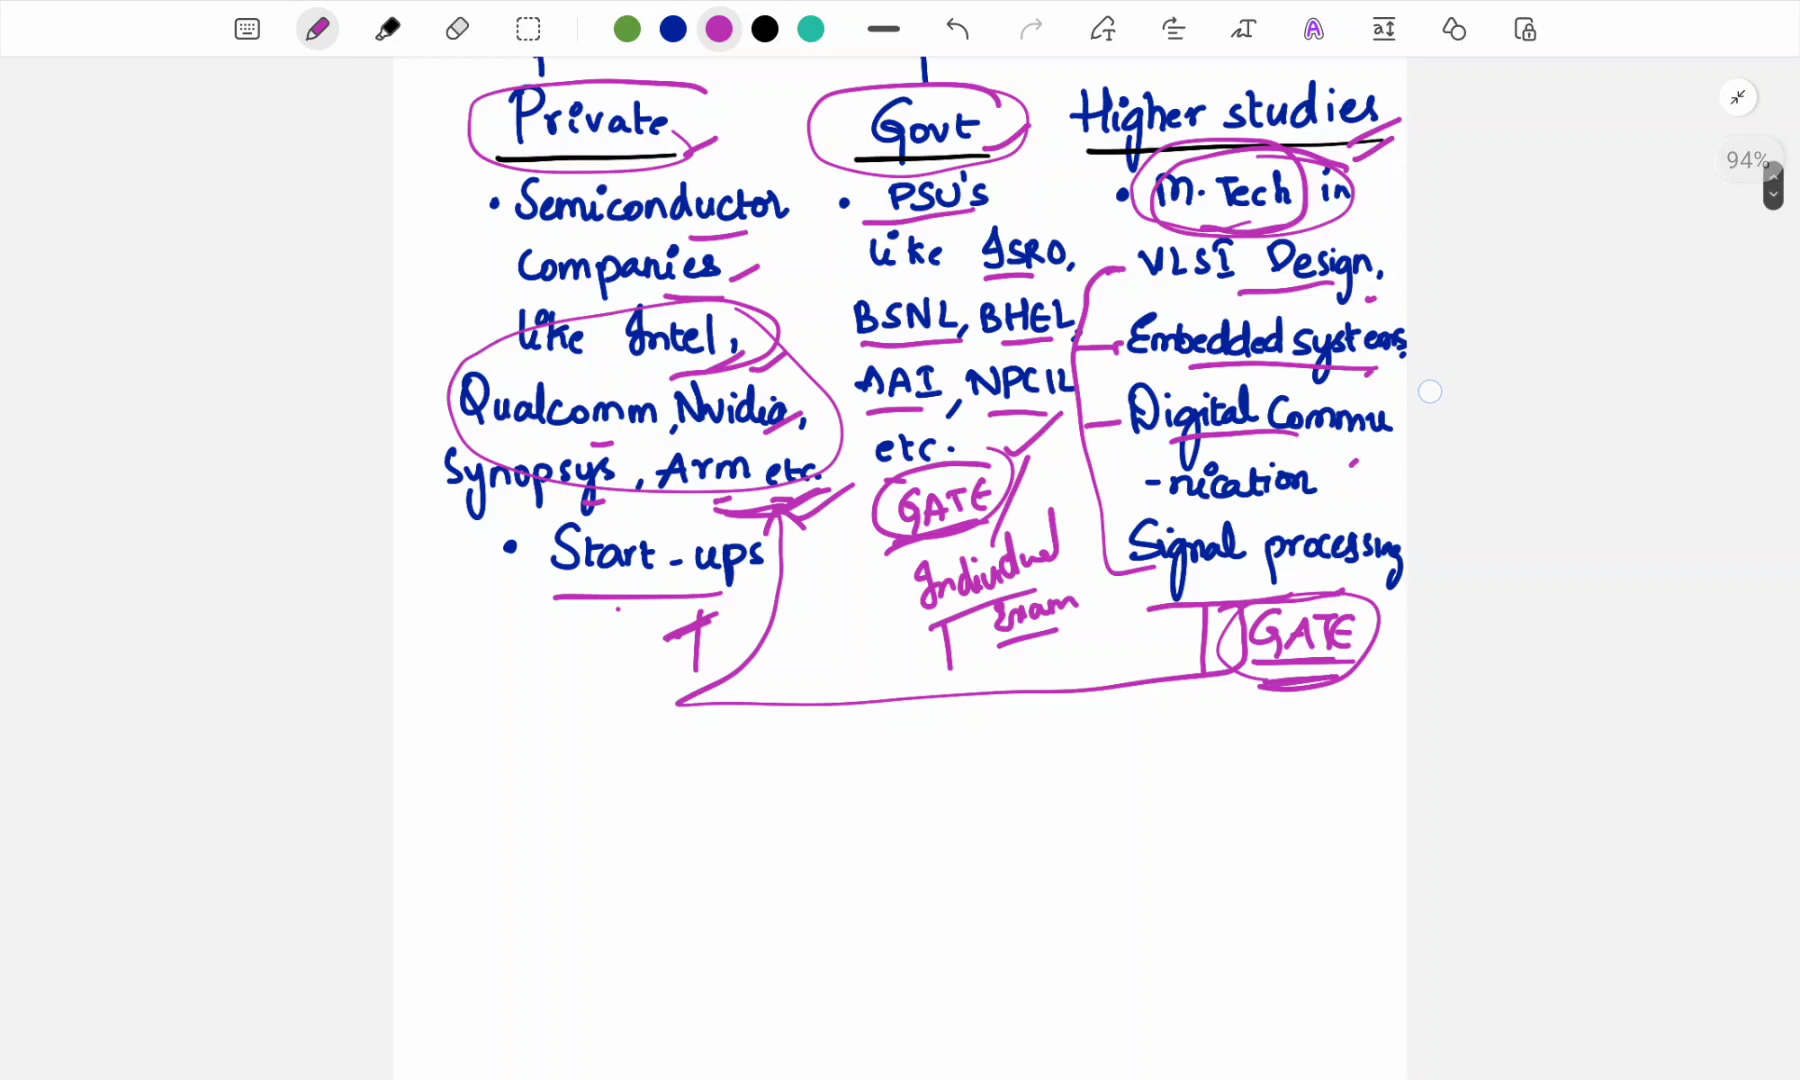 94%
Private
• Semiconductor
Companies
like Intel,
Qualcomm, Nvidia,
Synopsys, Arm etc.
• Start-ups
Govt
• PSU's
like ISRO,
BSNL, BHEL,
AAI, NPCIL
etc.
GATE
Individual
Exam
Higher studies
• M.Tech in
VLSI Design,
Embedded systems,
Digital Commu
-nication
Signal processing
GATE